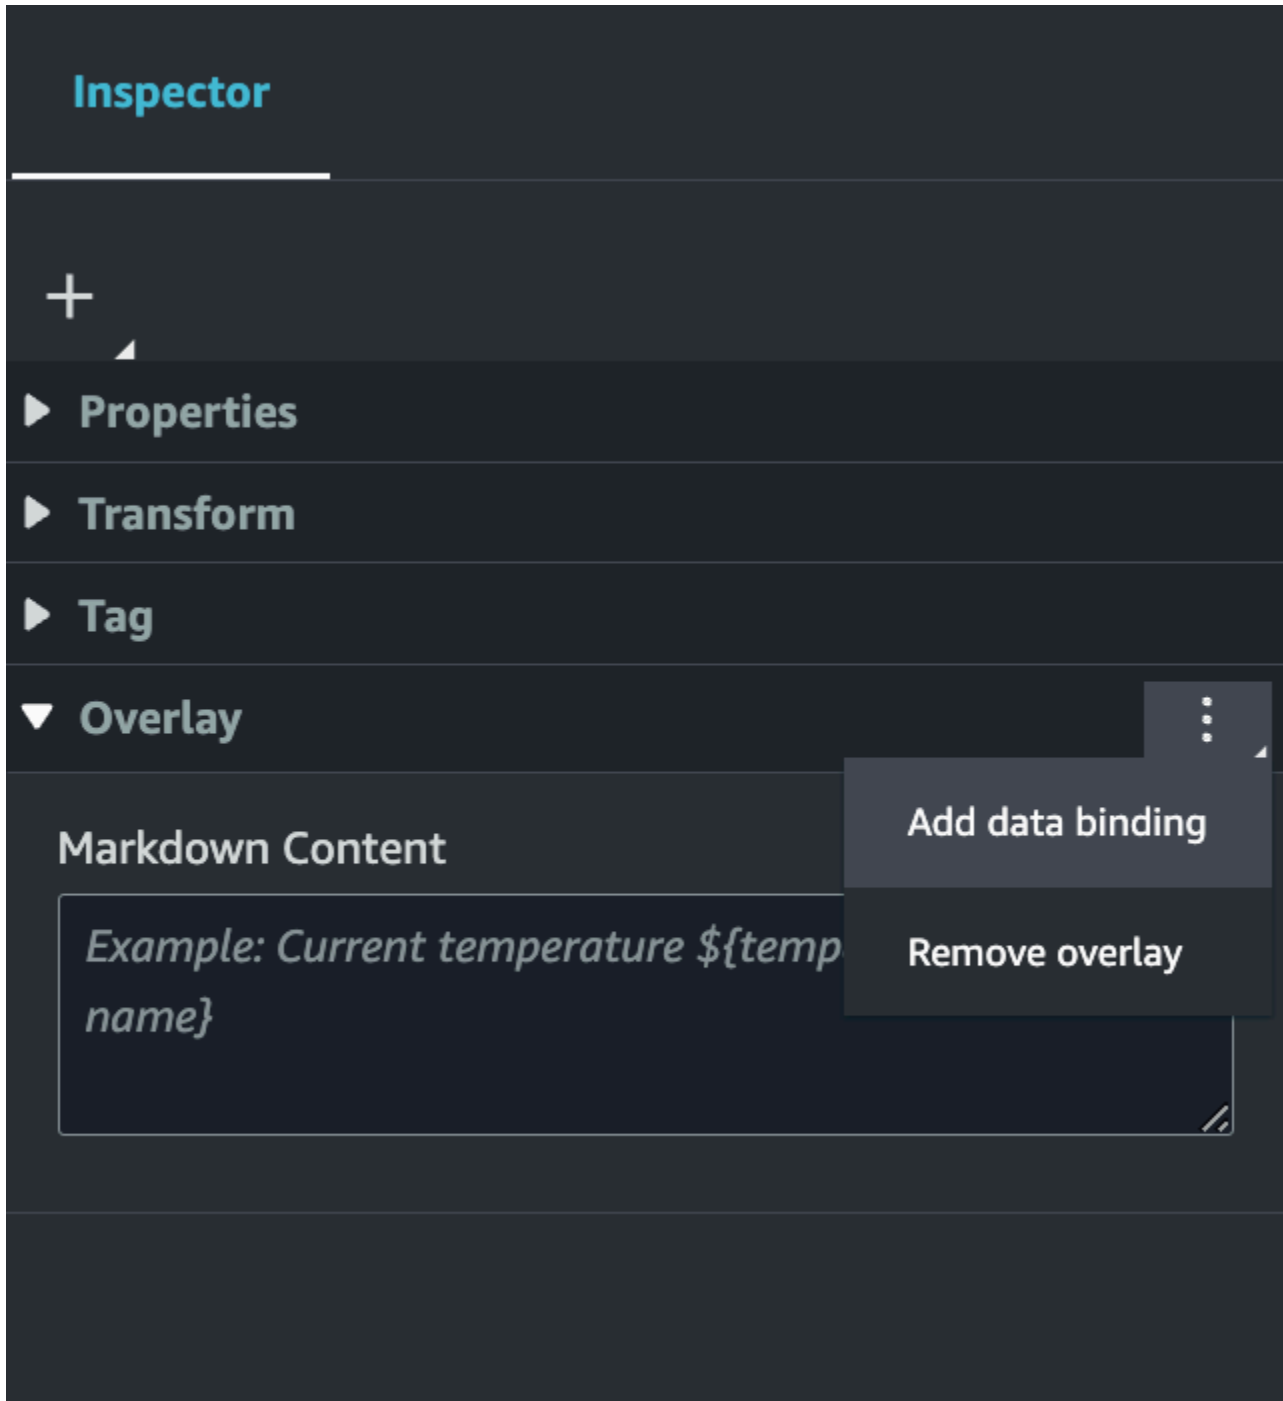 Inspector
Properties
Transform
Tag
Overlay
Add data binding
Markdown Content
Example: Current temperature ${temp
Remove overlay
name}